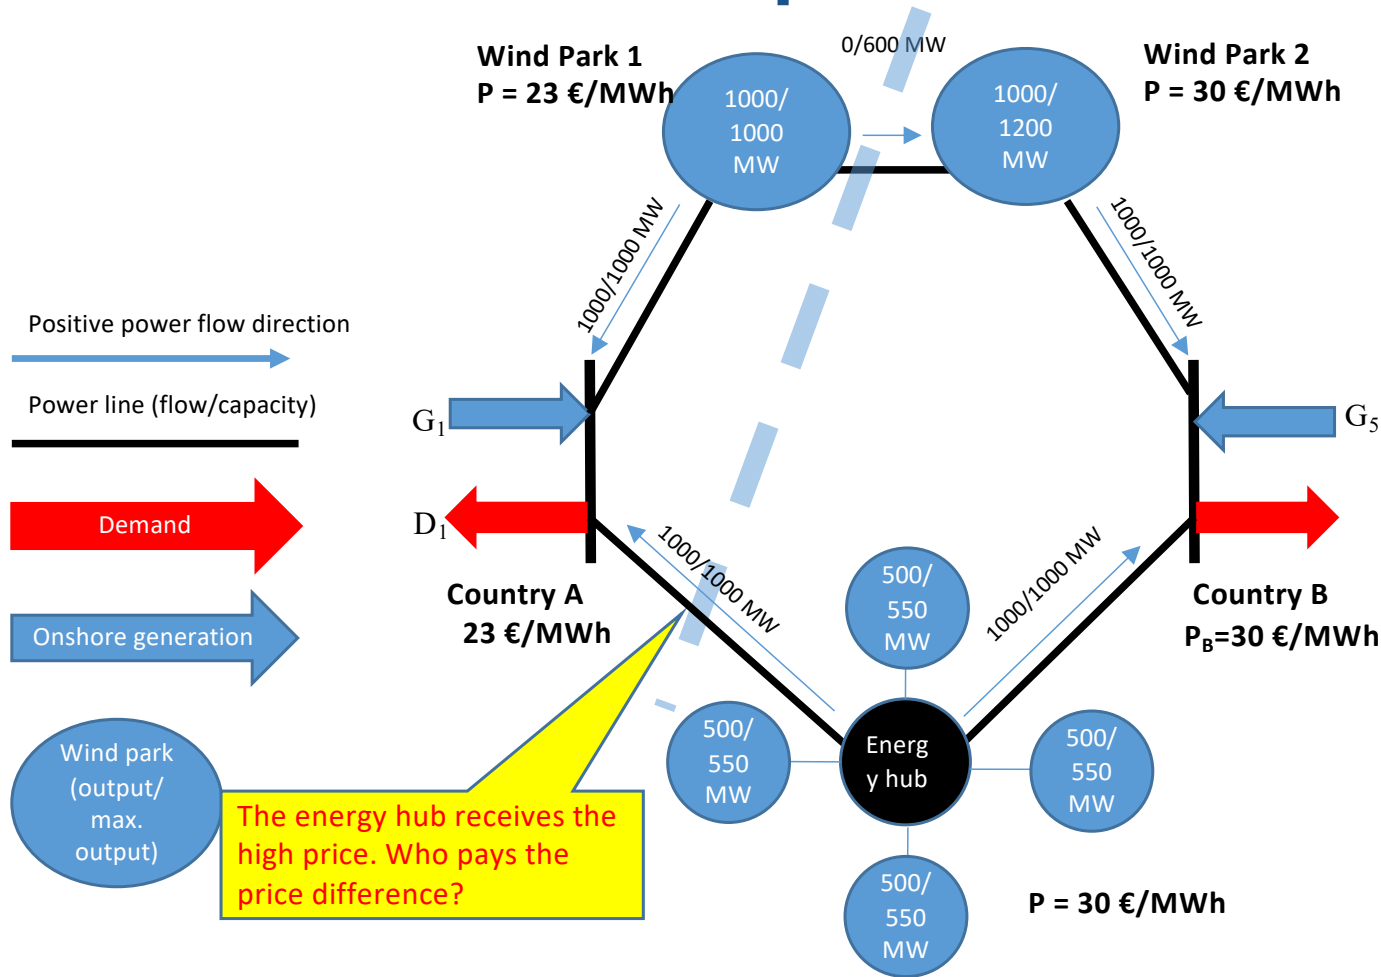 Wind Park 1
P = 23 €/MWh
0/600 MW
Wind Park 2
P = 30 €/MWh
1000/
1000
MW
1000/
1200
MW
1000/1000 MW
1000/1000 MW
Positive power flow direction
Power line (flow/capacity)
Demand
Onshore generation
Wind park
(output/
max.
output)
G1
D1
G5
Country A
23 €/MWh
1000/1000 MW
1000/1000 MW
Country B
PB=30 €/MWh
500/
550
MW
500/
550
MW
Energ
y hub
500/
550
MW
500/
550
MW
P = 30 €/MWh
The energy hub receives the
high price. Who pays the
price difference?